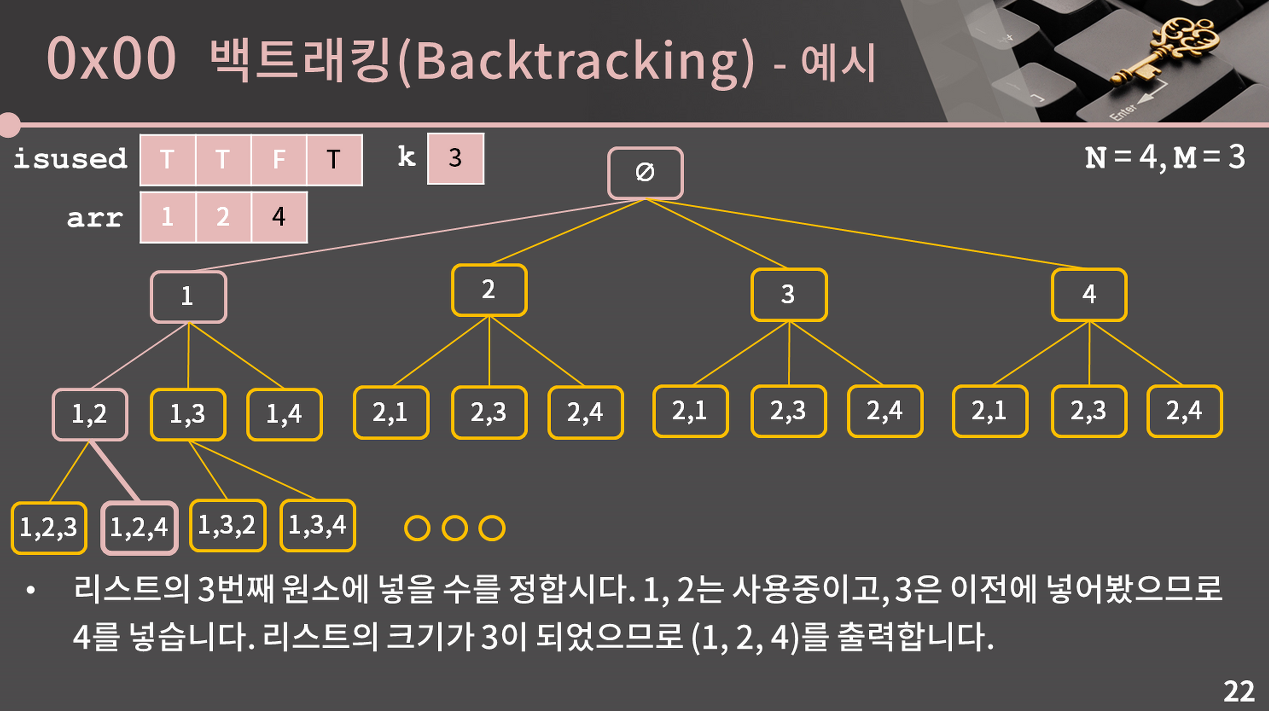 0x00 백트래킹(Backtracking) - 예시
isused T T F T k 3
N = 4, M = 3
arr 1 2 4
∅
1 2 3 4
1,2 1,3 1,4 2,1 2,3 2,4 2,1 2,3 2,4 2,1 2,3 2,4
1,2,3 1,2,4 1,3,2 1,3,4
• 리스트의 3번째 원소에 넣을 수를 정합시다. 1, 2는 사용중이고, 3은 이전에 넣어봤으므로
4를 넣습니다. 리스트의 크기가 3이 되었으므로 (1, 2, 4)를 출력합니다.
22
Enter